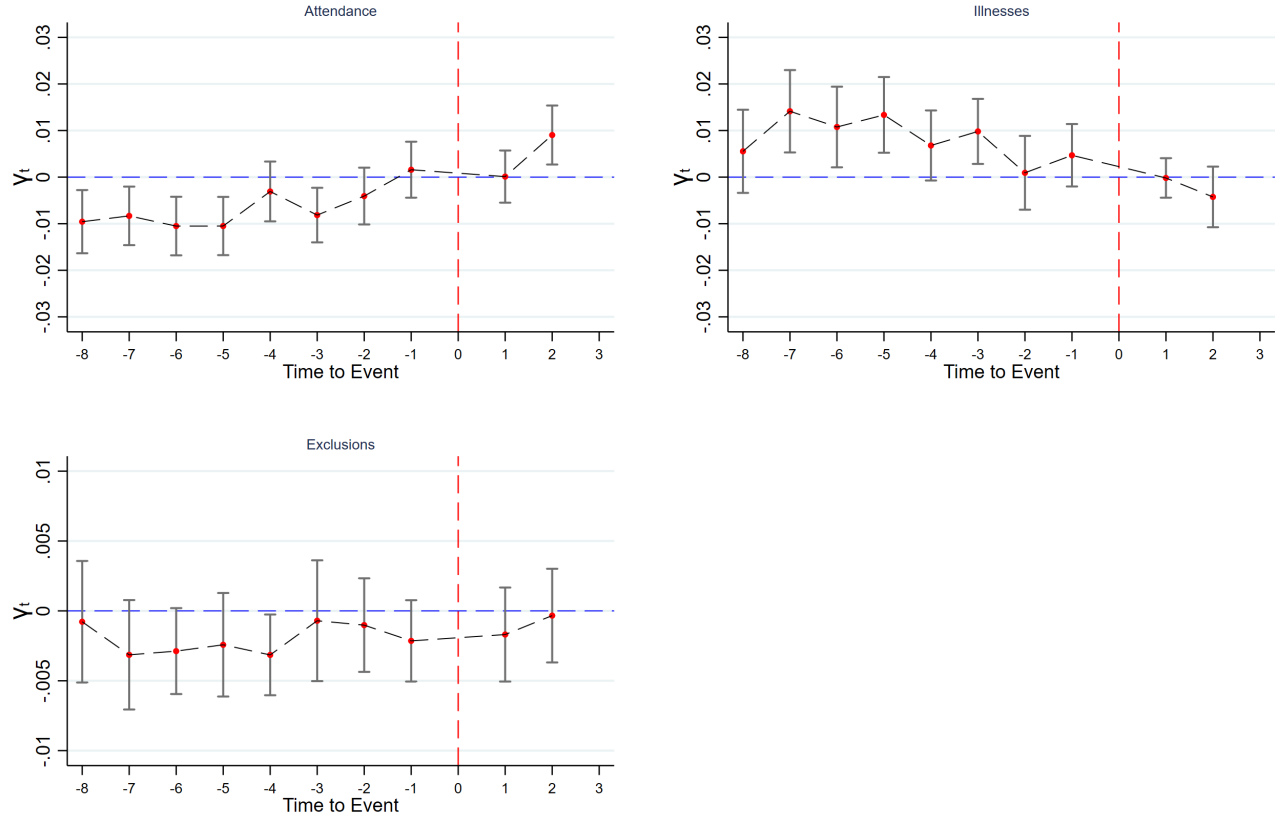 Attendance
.03
.02
.01
0
-.01
-.02
-.03
γt
-8 -7 -6 -5 -4 -3 -2 -1 0 1 2 3
Time to Event
Illnesses
.03
.02
.01
0
-.01
-.02
-.03
γt
-8 -7 -6 -5 -4 -3 -2 -1 0 1 2 3
Time to Event
Exclusions
.01
.005
0
-.005
-.01
γt
-8 -7 -6 -5 -4 -3 -2 -1 0 1 2 3
Time to Event